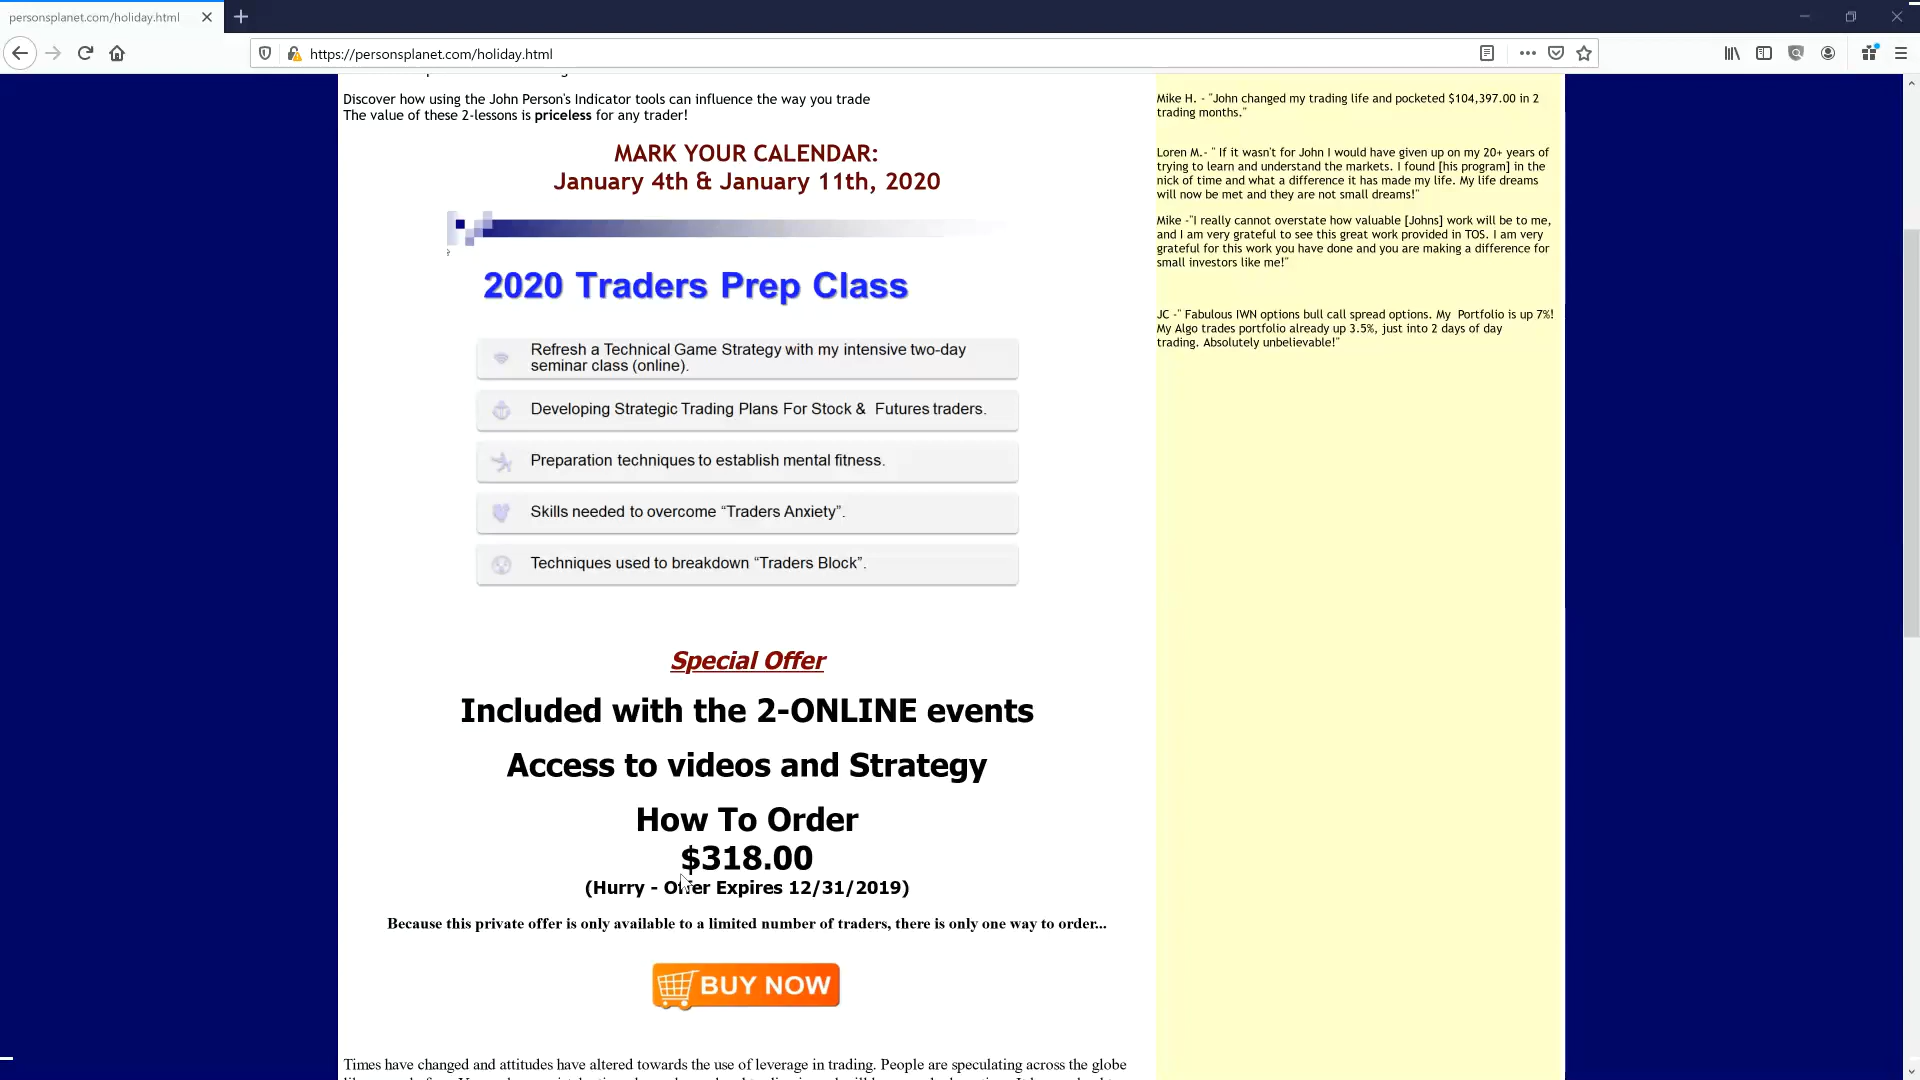 personsplanet.com/holiday.html
https://personsplanet.com/holiday.html
Discover how using the John Person's Indicator tools can influence the way you trade
The value of these 2-lessons is priceless for any trader!
MARK YOUR CALENDAR:
January 4th & January 11th, 2020
2020 Traders Prep Class
Refresh a Technical Game Strategy with my intensive two-day
seminar class (online).
Developing Strategic Trading Plans For Stock & Futures traders.
Preparation techniques to establish mental fitness.
Skills needed to overcome “Traders Anxiety”.
Techniques used to breakdown “Traders Block”.
Special Offer
Included with the 2-ONLINE events
Access to videos and Strategy
How To Order
$318.00
(Hurry - Offer Expires 12/31/2019)
Because this private offer is only available to a limited number of traders, there is only one way to order...
BUY NOW
Times have changed and attitudes have altered towards the use of leverage in trading. People are speculating across the globe
Mike H. - "John changed my trading life and pocketed $104,397.00 in 2
trading months."
Loren M.- " If it wasn't for John I would have given up on my 20+ years of
trying to learn and understand the markets. I found [his program] in the
nick of time and what a difference it has made my life. My life dreams
will now be met and they are not small dreams!"
Mike -"I really cannot overstate how valuable [Johns] work will be to me,
and I am very grateful to see this great work provided in TOS. I am very
grateful for this work you have done and you are making a difference for
small investors like me!"
JC -" Fabulous IWN options bull call spread options. My Portfolio is up 7%!
My Algo trades portfolio already up 3.5%, just into 2 days of day
trading. Absolutely unbelievable!"